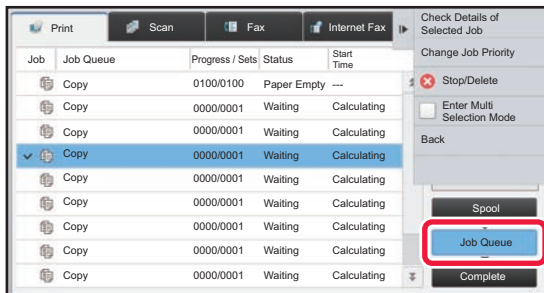 Print Scan Fax Internet Fax
Job Job Queue Progress / Sets Status Start Time
Copy 0100/0100 Paper Empty ---
Copy 0000/0001 Waiting Calculating
Copy 0000/0001 Waiting Calculating
Copy 0000/0001 Waiting Calculating
Copy 0000/0001 Waiting Calculating
Copy 0000/0001 Waiting Calculating
Copy 0000/0001 Waiting Calculating
Copy 0000/0001 Waiting Calculating
Copy 0000/0001 Waiting Calculating
Check Details of
Selected Job
Change Job Priority
Stop/Delete
Enter Multi
Selection Mode
Back
Spool
Job Queue
Complete